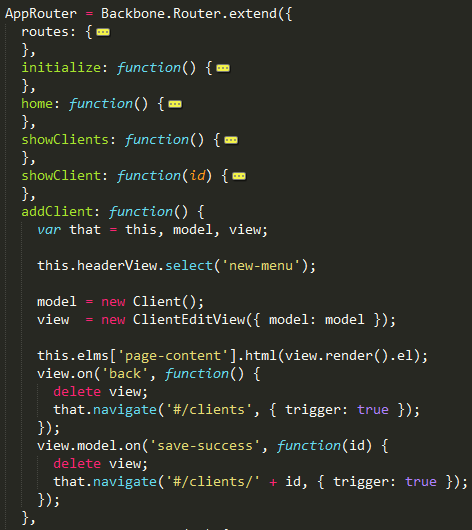 AppRouter = Backbone.Router.extend({
  routes: {
  },
  initialize: function() {
  },
  home: function() {
  },
  showClients: function() {
  },
  showClient: function(id) {
  },
  addClient: function() {
    var that = this, model, view;
    this.headerView.select('new-menu');
    model  = new Client();
    view  = new ClientEditView({ model: model });
    this.elms['page-content'].html(view.render().el);
    view.on('back', function() {
      delete view;
      that.navigate('#/clients', { trigger: true });
    });
    view.model.on('save-success', function(id) {
      delete view;
      that.navigate('#/clients/' + id, { trigger: true });
    });
  },